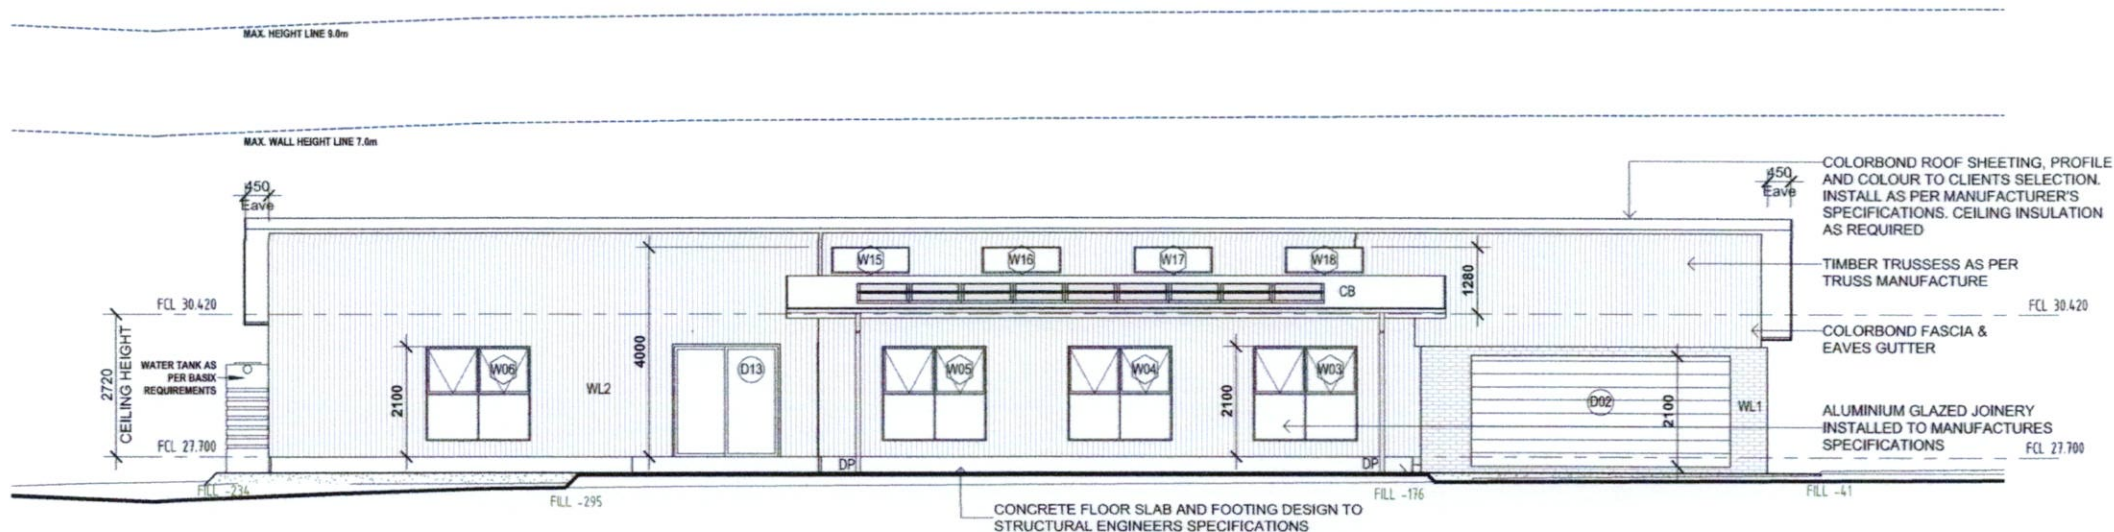 MAX. HEIGHT LINE 9.0m
MAX. WALL HEIGHT LINE 7.0m
450
Eave
450
Eave
COLORBOND ROOF SHEETING, PROFILE
AND COLOUR TO CLIENTS SELECTION.
INSTALL AS PER MANUFACTURER'S
SPECIFICATIONS. CEILING INSULATION
AS REQUIRED
W15
W16
W17
W18
TIMBER TRUSSESS AS PER
TRUSS MANUFACTURE
1280
CB
FCL 30.420
FCL 30.420
COLORBOND FASCIA &
EAVES GUTTER
2720
CEILING HEIGHT
WATER TANK AS
PER BASIX
REQUIREMENTS
2100
W06
WL2
4000
D13
W05
W04
2100
W03
D02
2100
WL1
ALUMINIUM GLAZED JOINERY
INSTALLED TO MANUFACTURES
SPECIFICATIONS
FCL 27.700
FCL 27.700
DP
DP
FILL -234
FILL -295
FILL -176
FILL -41
CONCRETE FLOOR SLAB AND FOOTING DESIGN TO
STRUCTURAL ENGINEERS SPECIFICATIONS